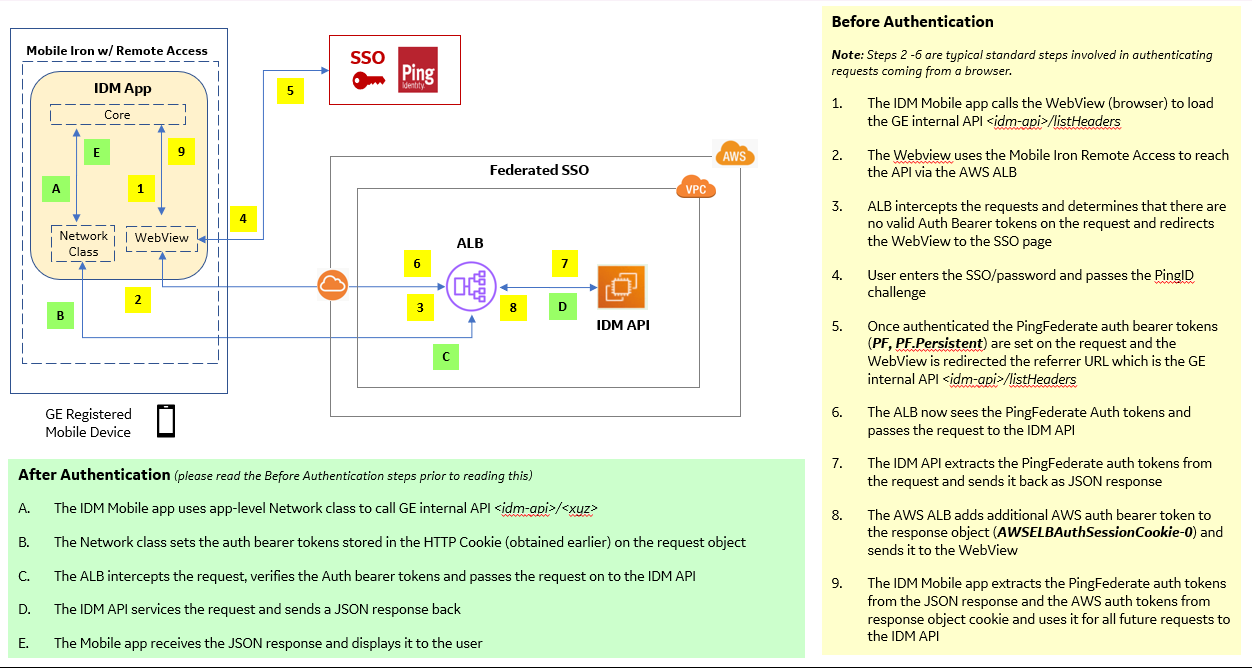 Mobile Iron w/ Remote Access
IDM App
Core
E
9
A
1
Network
Class
WebView
2
B
4
5
SSO
Ping
Identity.
AWS
Federated SSO
VPC
ALB
6
7
3
8
D
IDM API
C
GE Registered
Mobile Device
After Authentication (please read the Before Authentication steps prior to reading this)
A. The IDM Mobile app uses app-level Network class to call GE internal API <idm-api>/<xyz>
B. The Network class sets the auth bearer tokens stored in the HTTP Cookie (obtained earlier) on the request object
C. The ALB intercepts the request, verifies the Auth bearer tokens and passes the request on to the IDM API
D. The IDM API services the request and sends a JSON response back
E. The Mobile app receives the JSON response and displays it to the user
Before Authentication
Note: Steps 2 -6 are typical standard steps involved in authenticating
requests coming from a browser.
1. The IDM Mobile app calls the WebView (browser) to load
the GE internal API <idm-api>/listHeaders
2. The Webview uses the Mobile Iron Remote Access to reach
the API via the AWS ALB
3. ALB intercepts the requests and determines that there are
no valid Auth Bearer tokens on the request and redirects
the WebView to the SSO page
4. User enters the SSO/password and passes the PingID
challenge
5. Once authenticated the PingFederate auth bearer tokens
(PF, PF.Persistent) are set on the request and the
WebView is redirected the referrer URL which is the GE
internal API <idm-api>/listHeaders
6. The ALB now sees the PingFederate Auth tokens and
passes the request to the IDM API
7. The IDM API extracts the PingFederate auth tokens from
the request and sends it back as JSON response
8. The AWS ALB adds additional AWS auth bearer token to
the response object (AWSELBAuthSessionCookie-0) and
sends it to the WebView
9. The IDM Mobile app extracts the PingFederate auth tokens
from the JSON response and the AWS auth tokens from
response object cookie and uses it for all future requests to
the IDM API